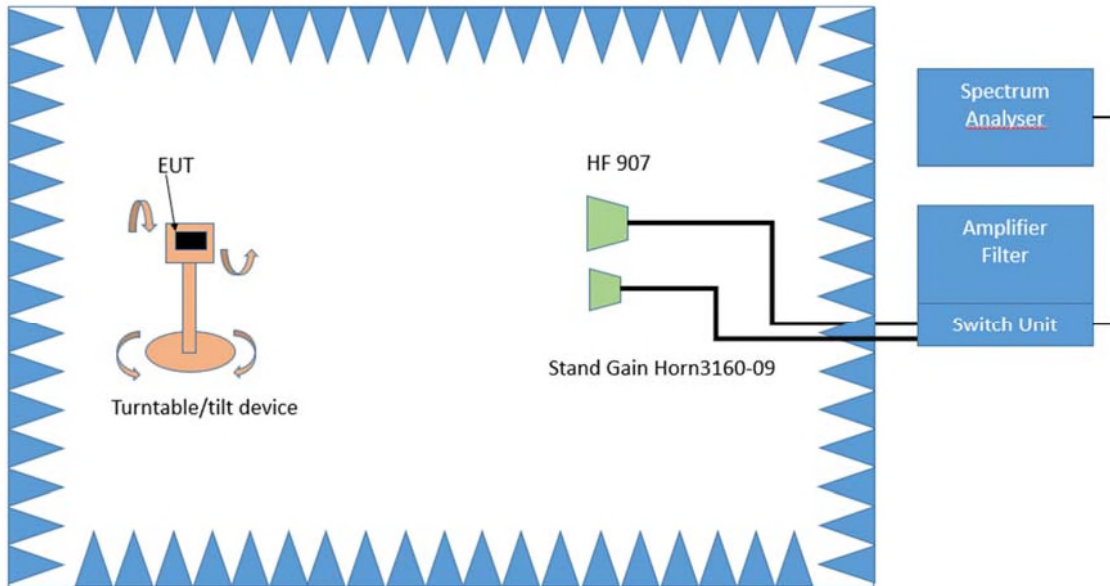 Spectrum
Analyser
EUT
HF 907
Amplifier
Filter
Switch Unit
Stand Gain Horn3160-09
Turntable/tilt device